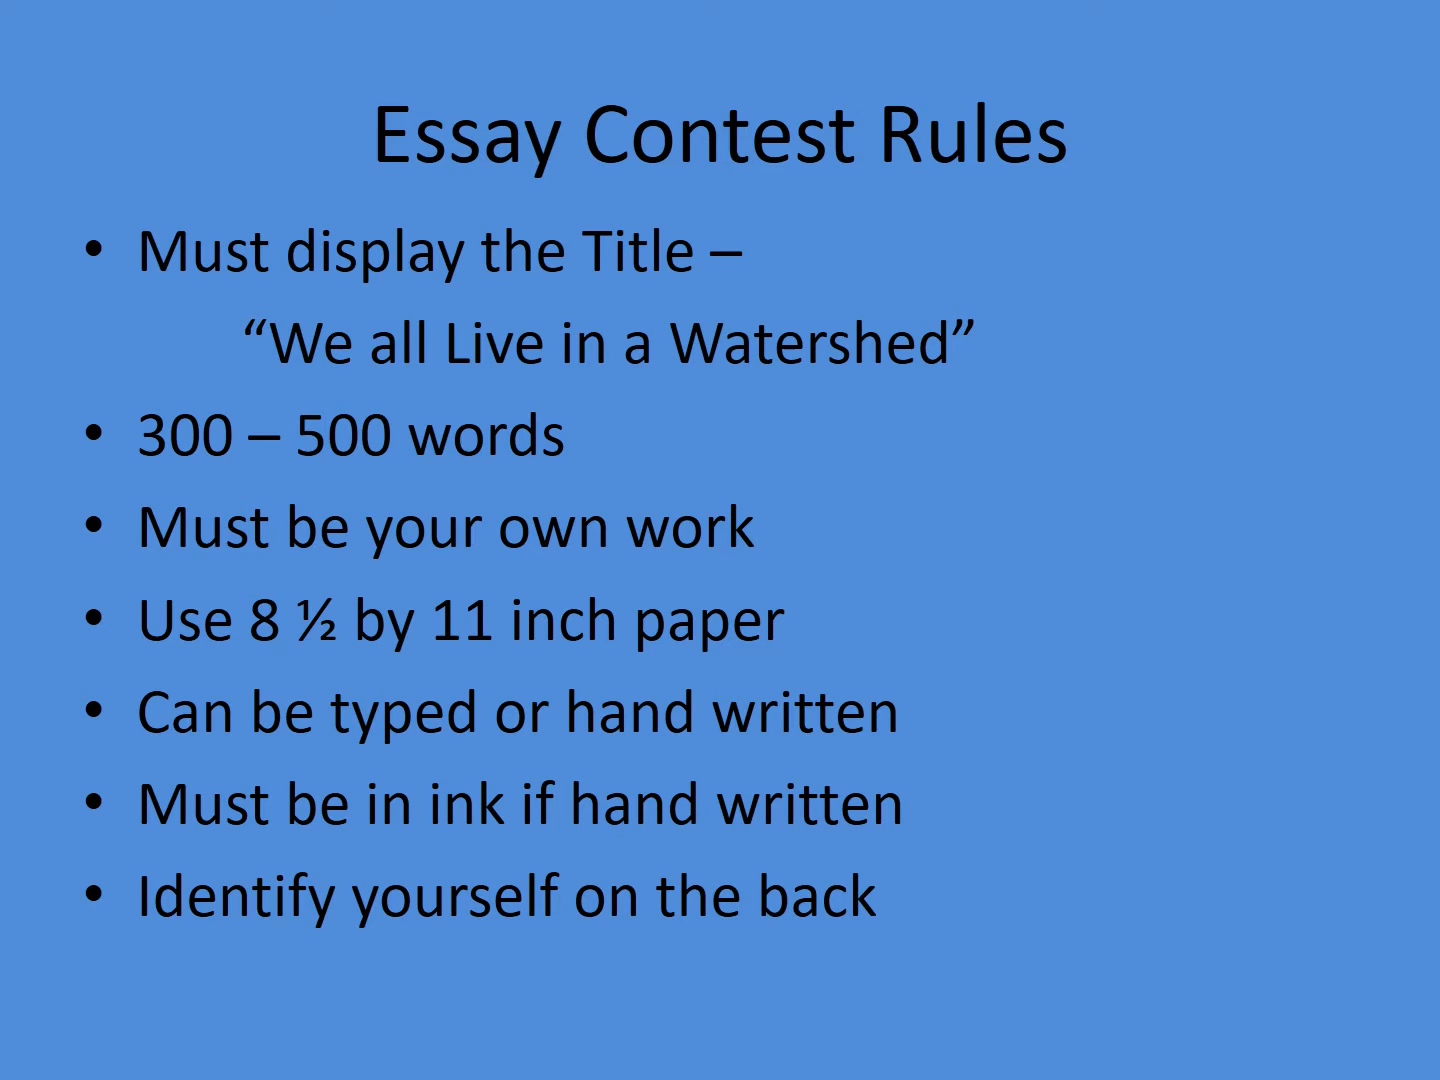 Essay Contest Rules
• Must display the Title –
“We all Live in a Watershed”
• 300 – 500 words
• Must be your own work
• Use 8 ½ by 11 inch paper
• Can be typed or hand written
• Must be in ink if hand written
• Identify yourself on the back